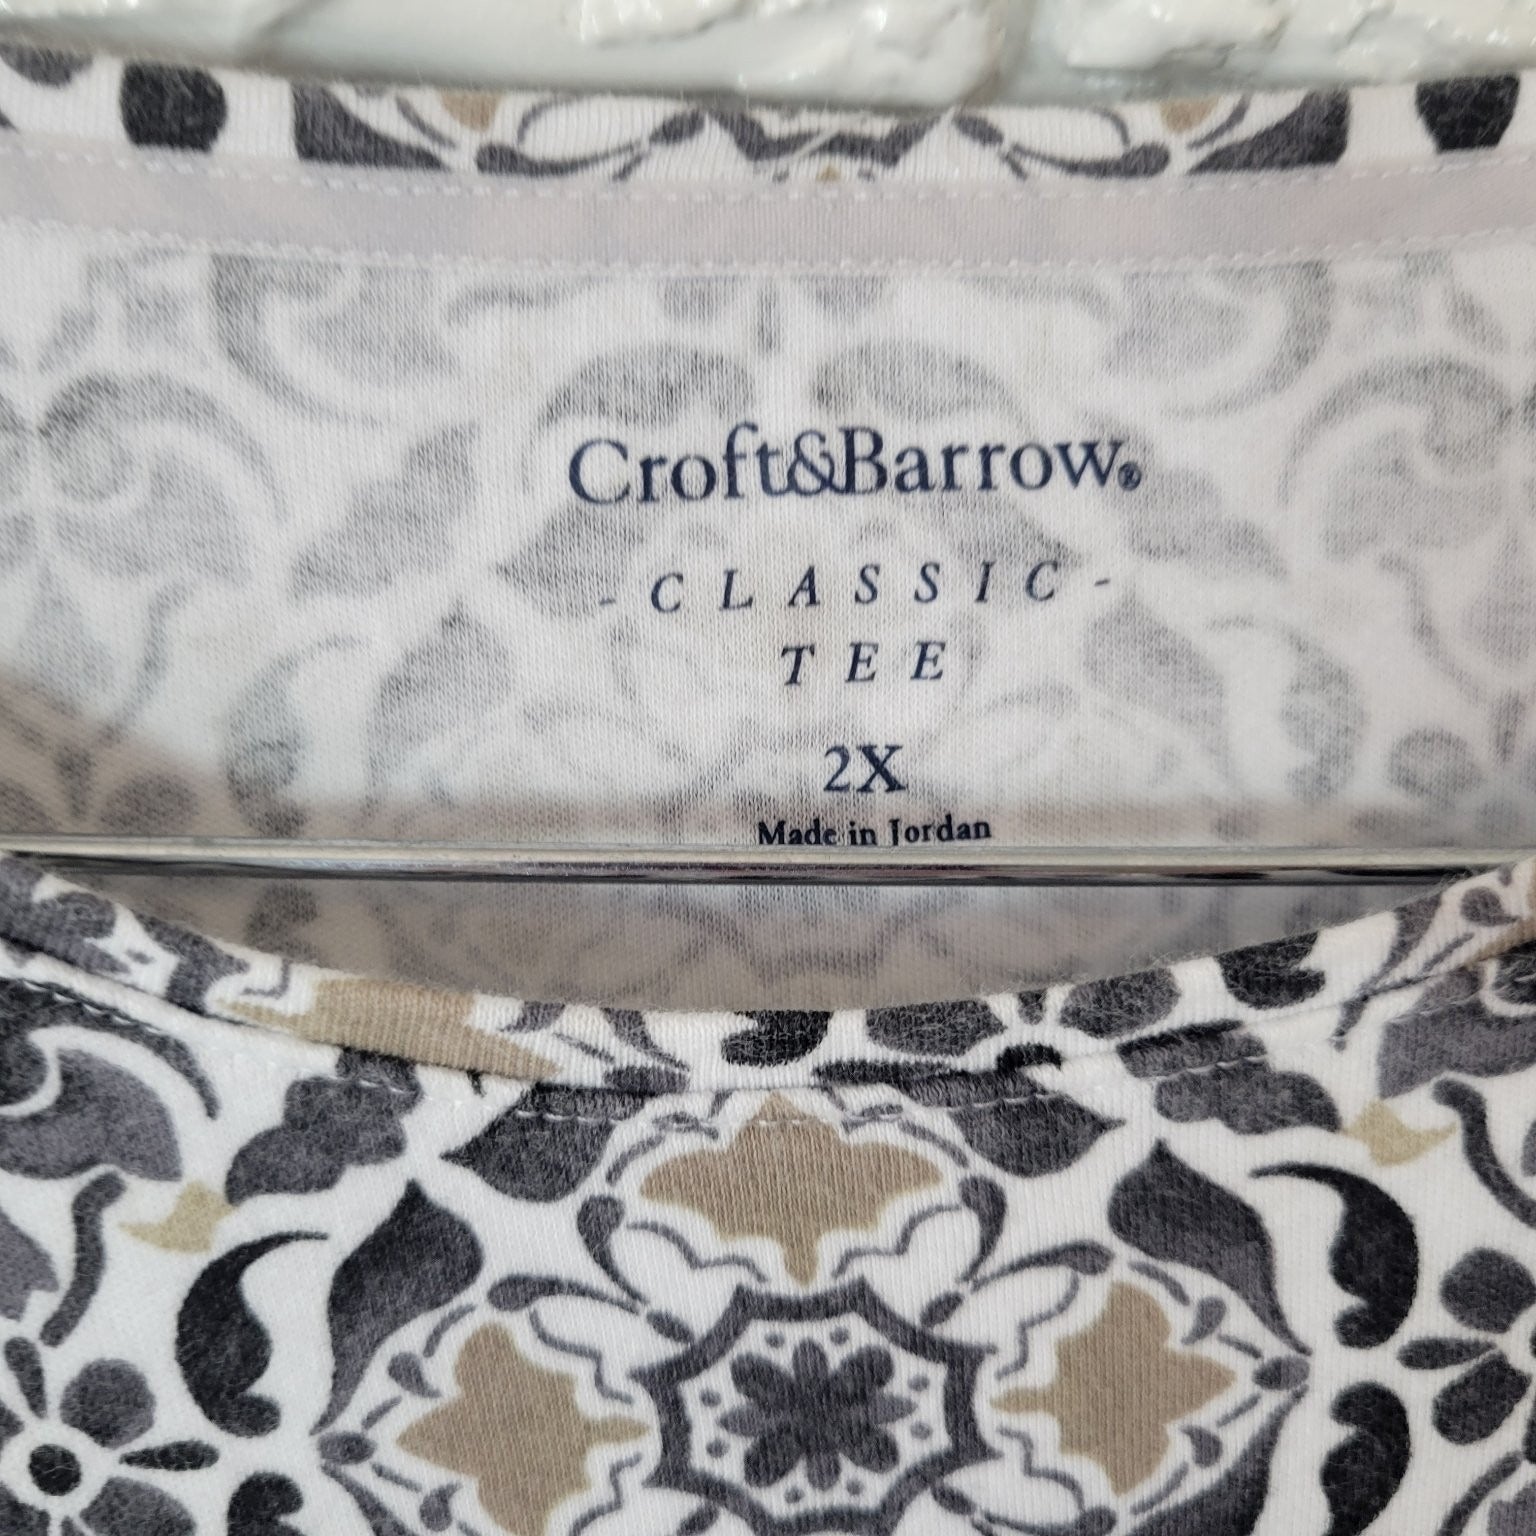 Croft&Barrow®
- CLASSIC -
TEE
2X
Made in Jordan